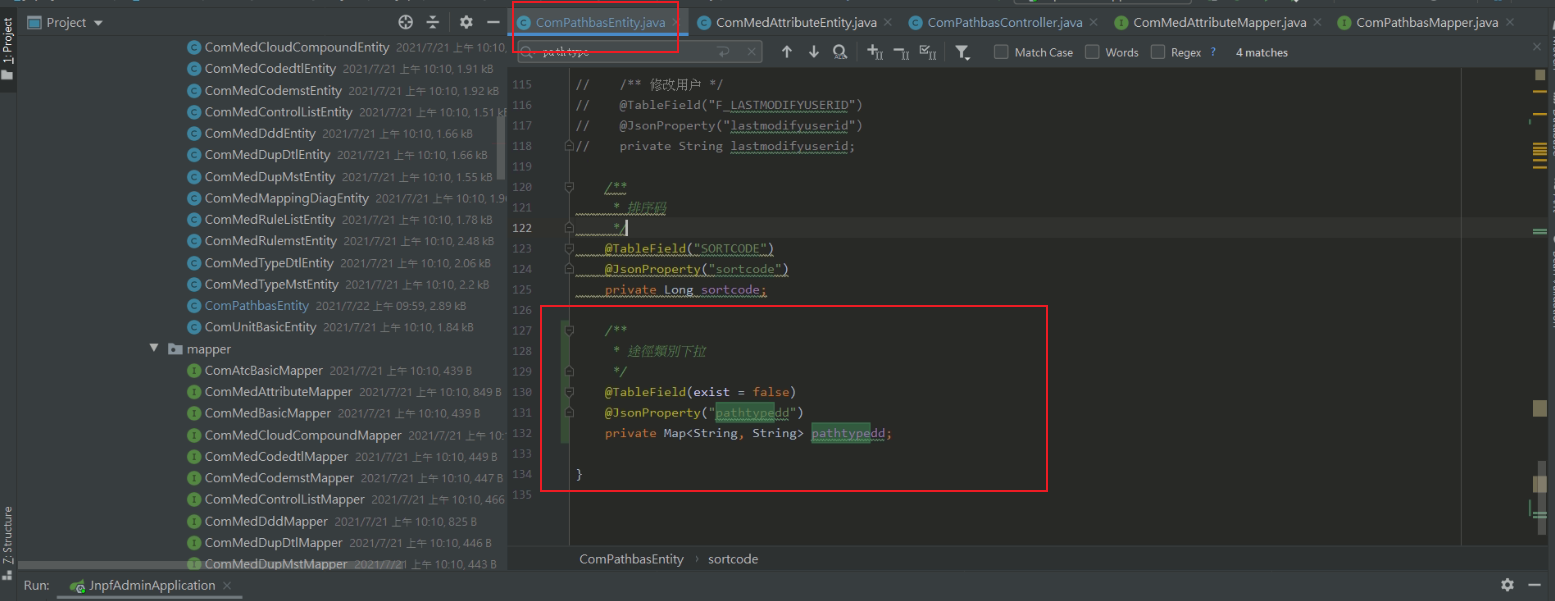 Project
ComPathbasEntity.java
ComMedAttributeEntity.java
ComPathbasController.java
ComMedAttributeMapper.java
ComPathbasMapper.java
1: Project
pathtype
Match Case
Words
Regex
?
4 matches
ComMedCloudCompoundEntity 2021/7/21 上午 10:10,
ComMedCodedtlEntity 2021/7/21 上午 10:10, 1.91 kB
ComMedCodemstEntity 2021/7/21 上午 10:10, 1.92 kB
ComMedControlListEntity 2021/7/21 上午 10:10, 1.51 k
ComMedDddEntity 2021/7/21 上午 10:10, 1.66 kB
ComMedDupDtlEntity 2021/7/21 上午 10:10, 1.66 kB
ComMedDupMstEntity 2021/7/21 上午 10:10, 1.55 kB
ComMedMappingDiagEntity 2021/7/21 上午 10:10, 1.9
ComMedRuleListEntity 2021/7/21 上午 10:10, 1.78 kB
ComMedRulemstEntity 2021/7/21 上午 10:10, 2.48 kB
ComMedTypeDtlEntity 2021/7/21 上午 10:10, 2.06 kB
ComMedTypeMstEntity 2021/7/21 上午 10:10, 2.2 kB
ComPathbasEntity 2021/7/22 上午 09:59, 2.89 kB
ComUnitBasicEntity 2021/7/21 上午 10:10, 1.84 kB
mapper
ComAtcBasicMapper 2021/7/21 上午 10:10, 439 B
ComMedAttributeMapper 2021/7/21 上午 10:10, 849 B
ComMedBasicMapper 2021/7/21 上午 10:10, 439 B
ComMedCloudCompoundMapper 2021/7/21 上午 10:
ComMedCodedtlMapper 2021/7/21 上午 10:10, 449 B
ComMedCodemstMapper 2021/7/21 上午 10:10, 447 B
ComMedControlListMapper 2021/7/21 上午 10:10, 466
ComMedDddMapper 2021/7/21 上午 10:10, 825 B
ComMedDupDtlMapper 2021/7/21 上午 10:10, 446 B
ComMedDupMstMapper 2021/7/21 上午 10:10, 443 B
115 // /** 修改用户 */
116 // @TableField("F_LASTMODIFYUSERID")
117 // @JsonProperty("lastmodifyuserid")
118 // private String lastmodifyuserid;
119
120 /**
121 * 排序码
122 */
123 @TableField("SORTCODE")
124 @JsonProperty("sortcode")
125 private Long sortcode;
126
127 /**
128 * 途徑類別下拉
129 */
130 @TableField(exist = false)
131 @JsonProperty("pathtypedd")
132 private Map<String, String> pathtypedd;
133
134 }
135
ComPathbasEntity › sortcode
Z: Structure
Run: JnpfAdminApplication